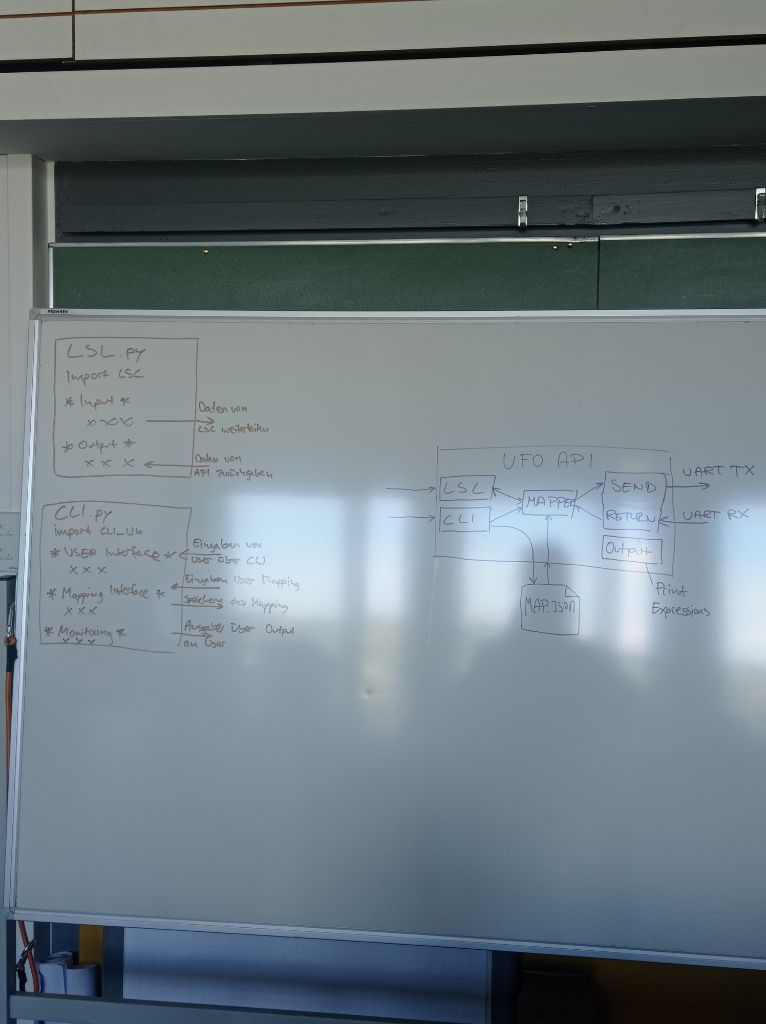 LSL.py
Import LSL
* Input *
xxx
Daten von
LSL weiterleiten
* Output *
x x x
Daten von
API zurückgeben
CLI.py
import CLI_Lib
* User Interface *
x x x
Eingaben von
User über CLI
* Mapping Interface *
x x x
Eingaben User Mapping
Speichern des Mapping
* Monitoring *
x x x
Ausgabe über Output
an User
UFO API
LSL
CLI
MAPPER
SEND
RETURN
Output
UART TX
UART RX
Print
Expressions
MAP.JSON